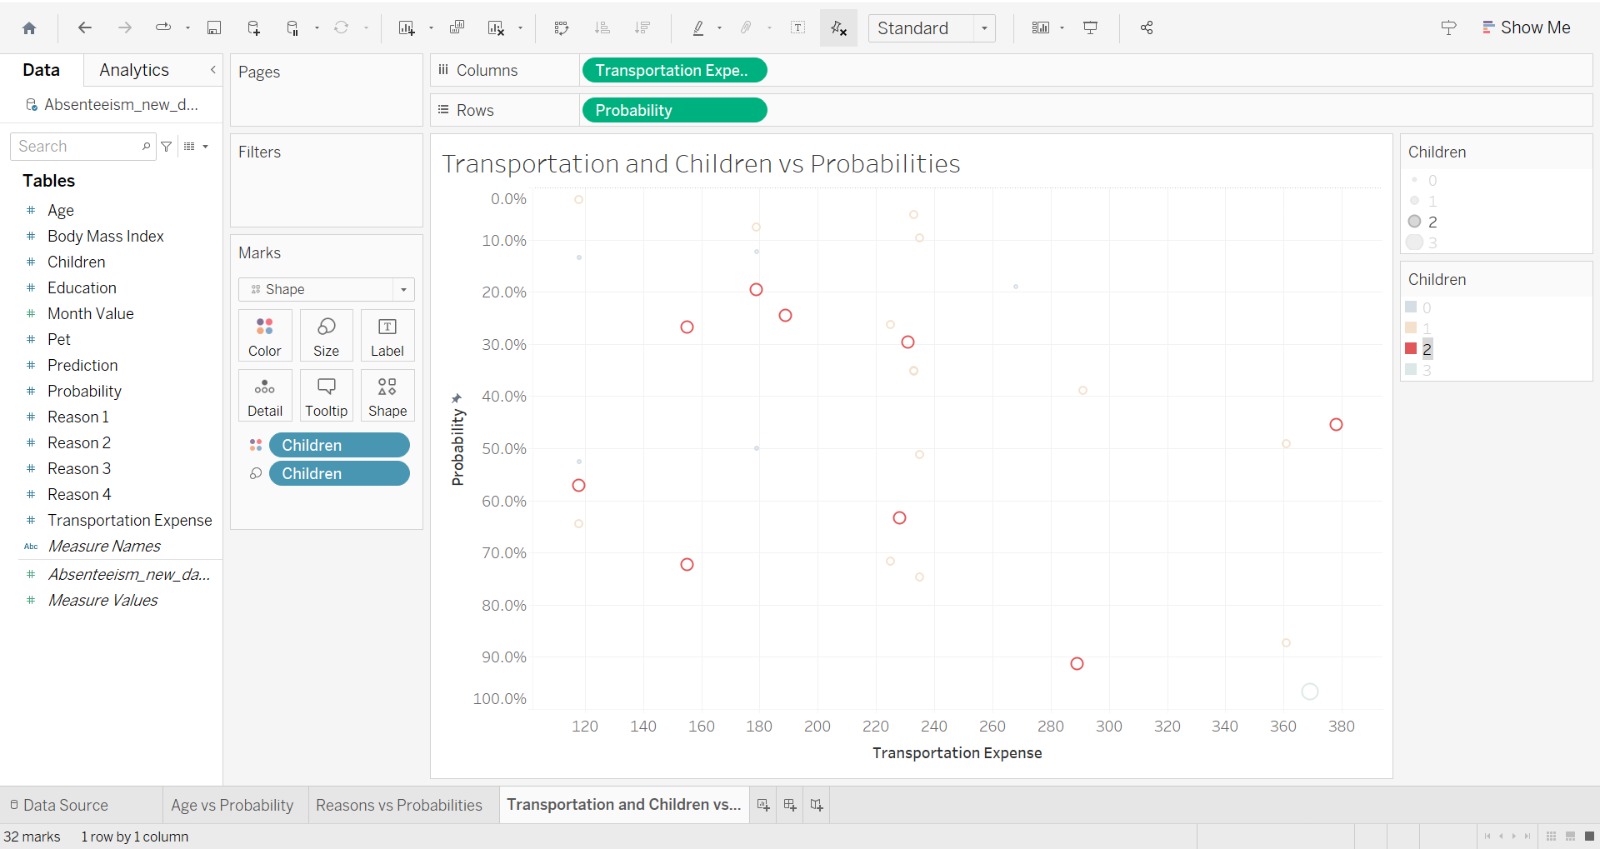 Standard
Show Me
Data
Analytics
Absenteeism_new_d...
Search
Tables
Age
Body Mass Index
Children
Education
Month Value
Pet
Prediction
Probability
Reason 1
Reason 2
Reason 3
Reason 4
Transportation Expense
Abc Measure Names
Absenteeism_new_da...
Measure Values
Pages
Filters
Marks
Shape
Color
Size
T
Label
Detail
Tooltip
Shape
Children
Children
Columns
Transportation Expe..
Rows
Probability
Transportation and Children vs Probabilities
0.0%
10.0%
20.0%
30.0%
40.0%
50.0%
60.0%
70.0%
80.0%
90.0%
100.0%
Probability
120 140 160 180 200 220 240 260 280 300 320 340 360 380
Transportation Expense
Children
0
1
2
3
Children
0
1
2
3
Data Source
Age vs Probability
Reasons vs Probabilities
Transportation and Children vs...
32 marks
1 row by 1 column